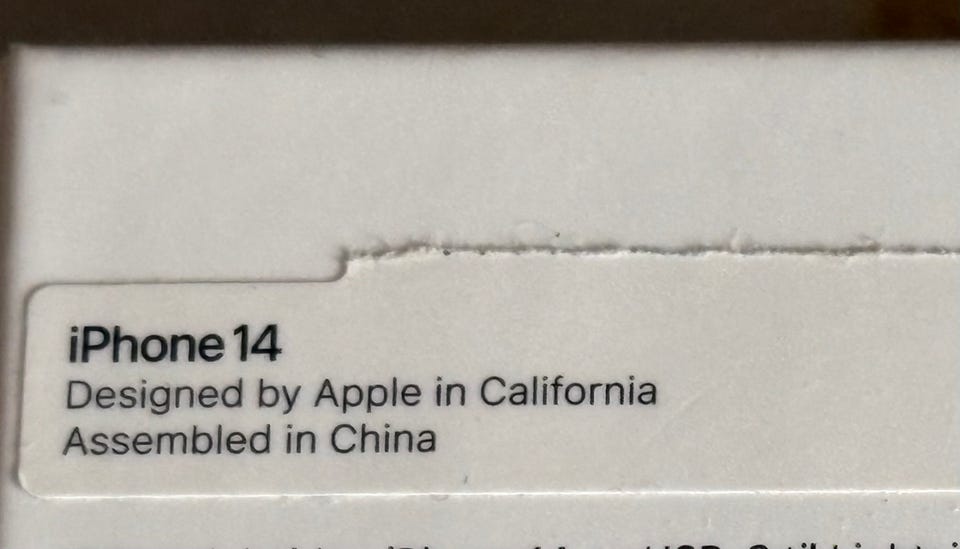 iPhone 14
Designed by Apple in California
Assembled in China